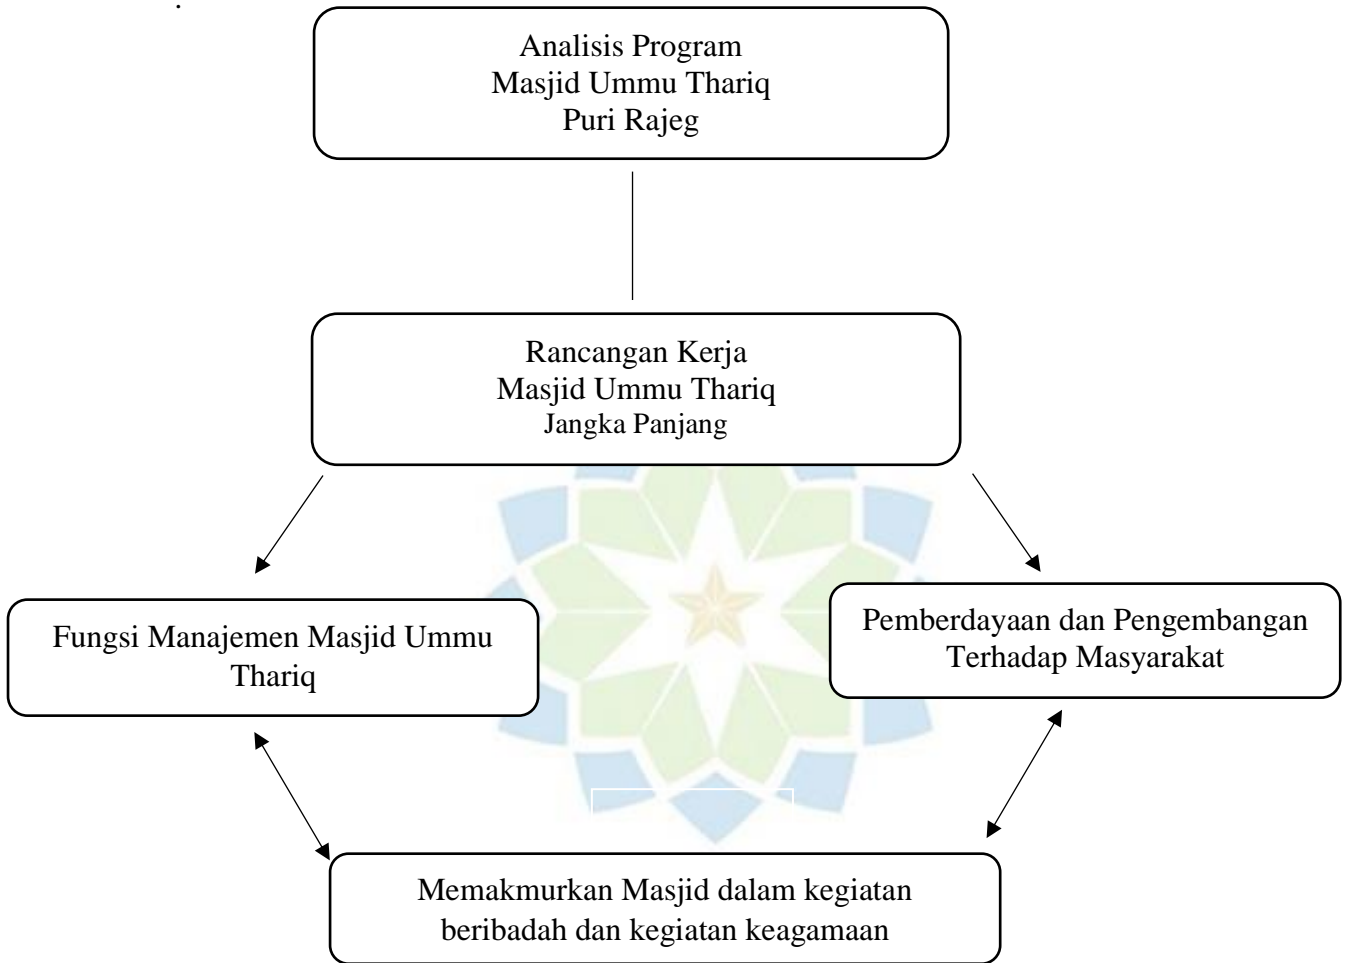 Analisis Program
Masjid Ummu Thariq
Puri Rajeg
Rancangan Kerja
Masjid Ummu Thariq
Jangka Panjang
Fungsi Manajemen Masjid Ummu
Thariq
Pemberdayaan dan Pengembangan
Terhadap Masyarakat
Memakmurkan Masjid dalam kegiatan
beribadah dan kegiatan keagamaan